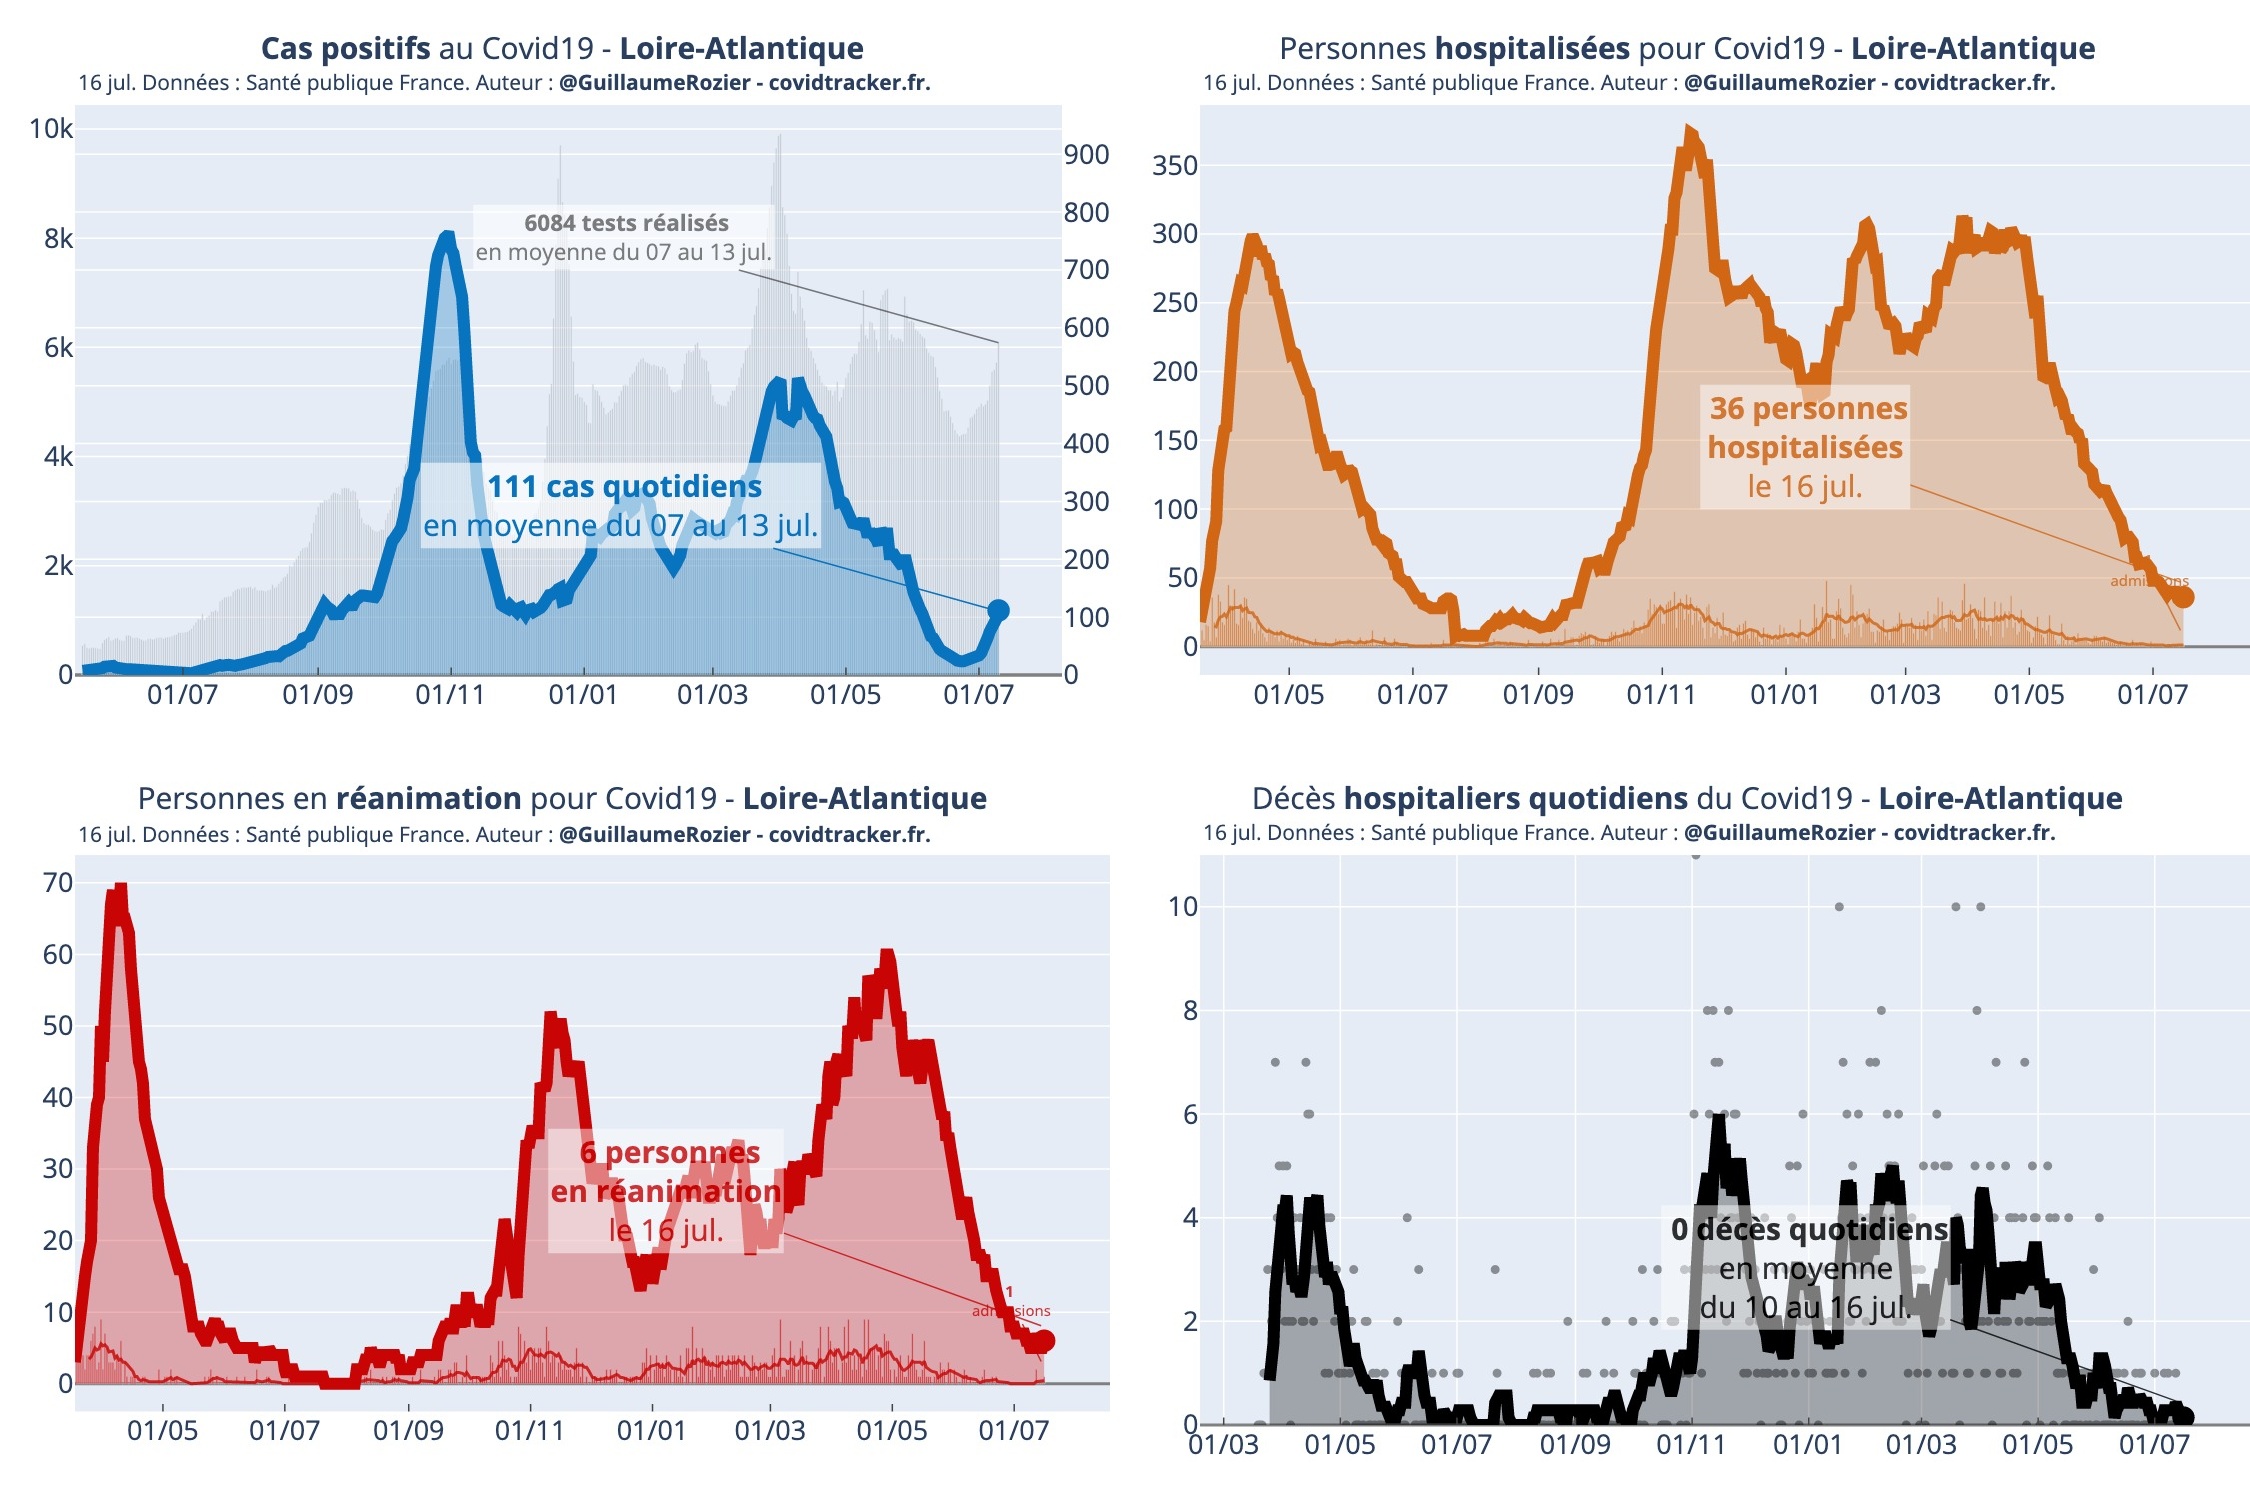 Cas positifs au Covid19 - Loire-Atlantique
16 jul. Données : Santé publique France. Auteur : @GuillaumeRozier - covidtracker.fr.
10k
8k
6k
4k
2k
0
900
800
700
600
500
400
300
200
100
0
6084 tests réalisés
en moyenne du 07 au 13 jul.
111 cas quotidiens
en moyenne du 07 au 13 jul.
01/07 01/09 01/11 01/01 01/03 01/05 01/07
Personnes hospitalisées pour Covid19 - Loire-Atlantique
16 jul. Données : Santé publique France. Auteur : @GuillaumeRozier - covidtracker.fr.
350
300
250
200
150
100
50
0
36 personnes
hospitalisées
le 16 jul.
admissions
01/05 01/07 01/09 01/11 01/01 01/03 01/05 01/07
Personnes en réanimation pour Covid19 - Loire-Atlantique
16 jul. Données : Santé publique France. Auteur : @GuillaumeRozier - covidtracker.fr.
70
60
50
40
30
20
10
0
6 personnes
en réanimation
le 16 jul.
1
admissions
01/05 01/07 01/09 01/11 01/01 01/03 01/05 01/07
Décès hospitaliers quotidiens du Covid19 - Loire-Atlantique
16 jul. Données : Santé publique France. Auteur : @GuillaumeRozier - covidtracker.fr.
10
8
6
4
2
0
0 décès quotidiens
en moyenne
du 10 au 16 jul.
01/03 01/05 01/07 01/09 01/11 01/01 01/03 01/05 01/07